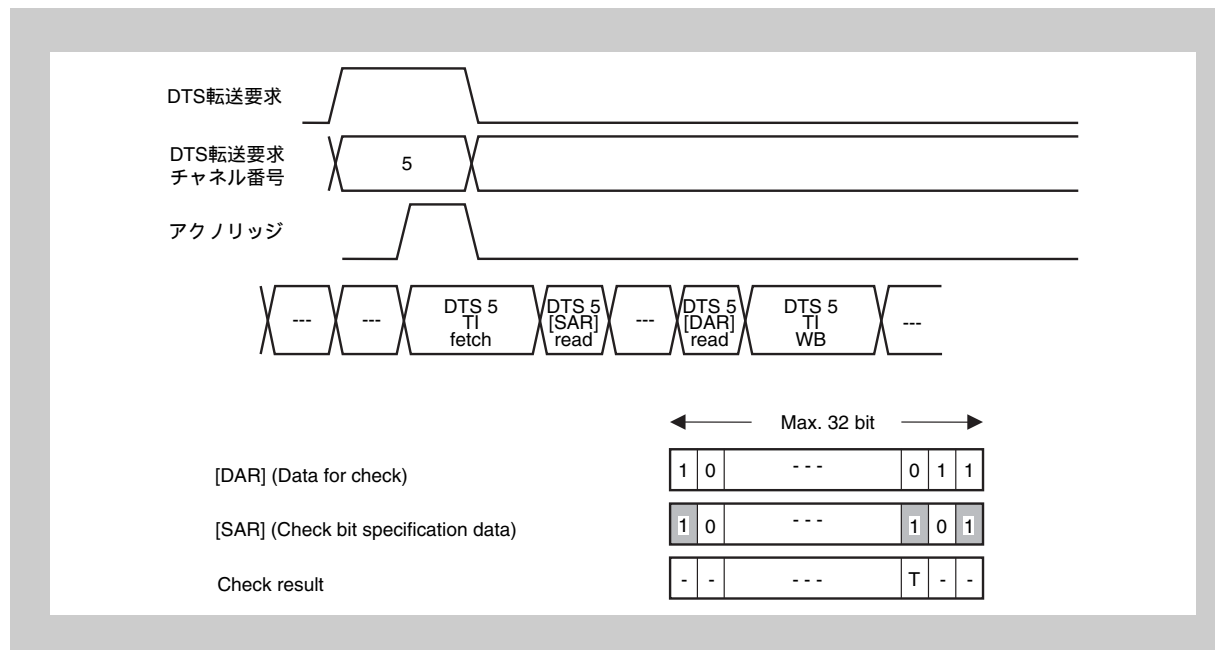 DTS転送要求
DTS転送要求
チャネル番号
5
アクノリッジ
--- --- DTS 5 TI fetch DTS 5 [SAR] read --- DTS 5 [DAR] read DTS 5 TI WB ---
Max. 32 bit
[DAR] (Data for check) 1 0 - - - 0 1 1
[SAR] (Check bit specification data) 1 0 - - - 1 0 1
Check result - - - - - T - -